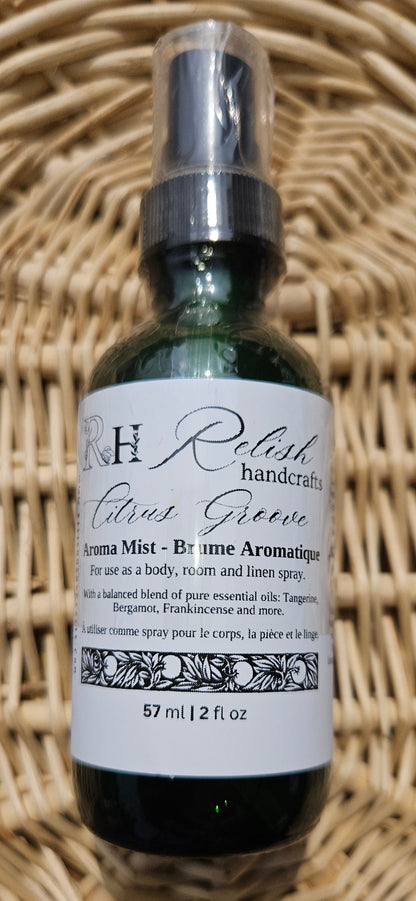 RH Relish
handcrafts
Citrus Groove
Aroma Mist - Brume Aromatique
For use as a body, room and linen spray.
With a balanced blend of pure essential oils: Tangerine,
Bergamot, Frankincense and more.
À utiliser comme spray pour le corps, la pièce et le linge.
57 ml | 2 fl oz